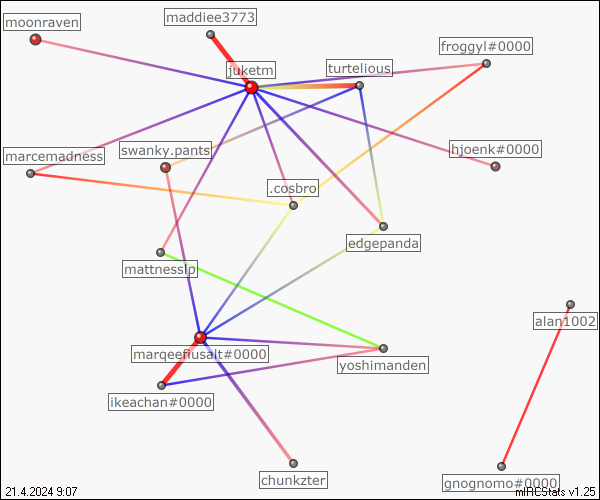 maddiee3773
moonraven
froggyl#0000
juketm
turtelious
swanky.pants
hjoenk#0000
marcemadness
.cosbro
edgepanda
mattnesslp
alan1002
marqeefiusalt#0000
yoshimanden
ikeachan#0000
chunkzter
gnognomo#0000
21.4.2024 9:07
mIRCStats v1.25